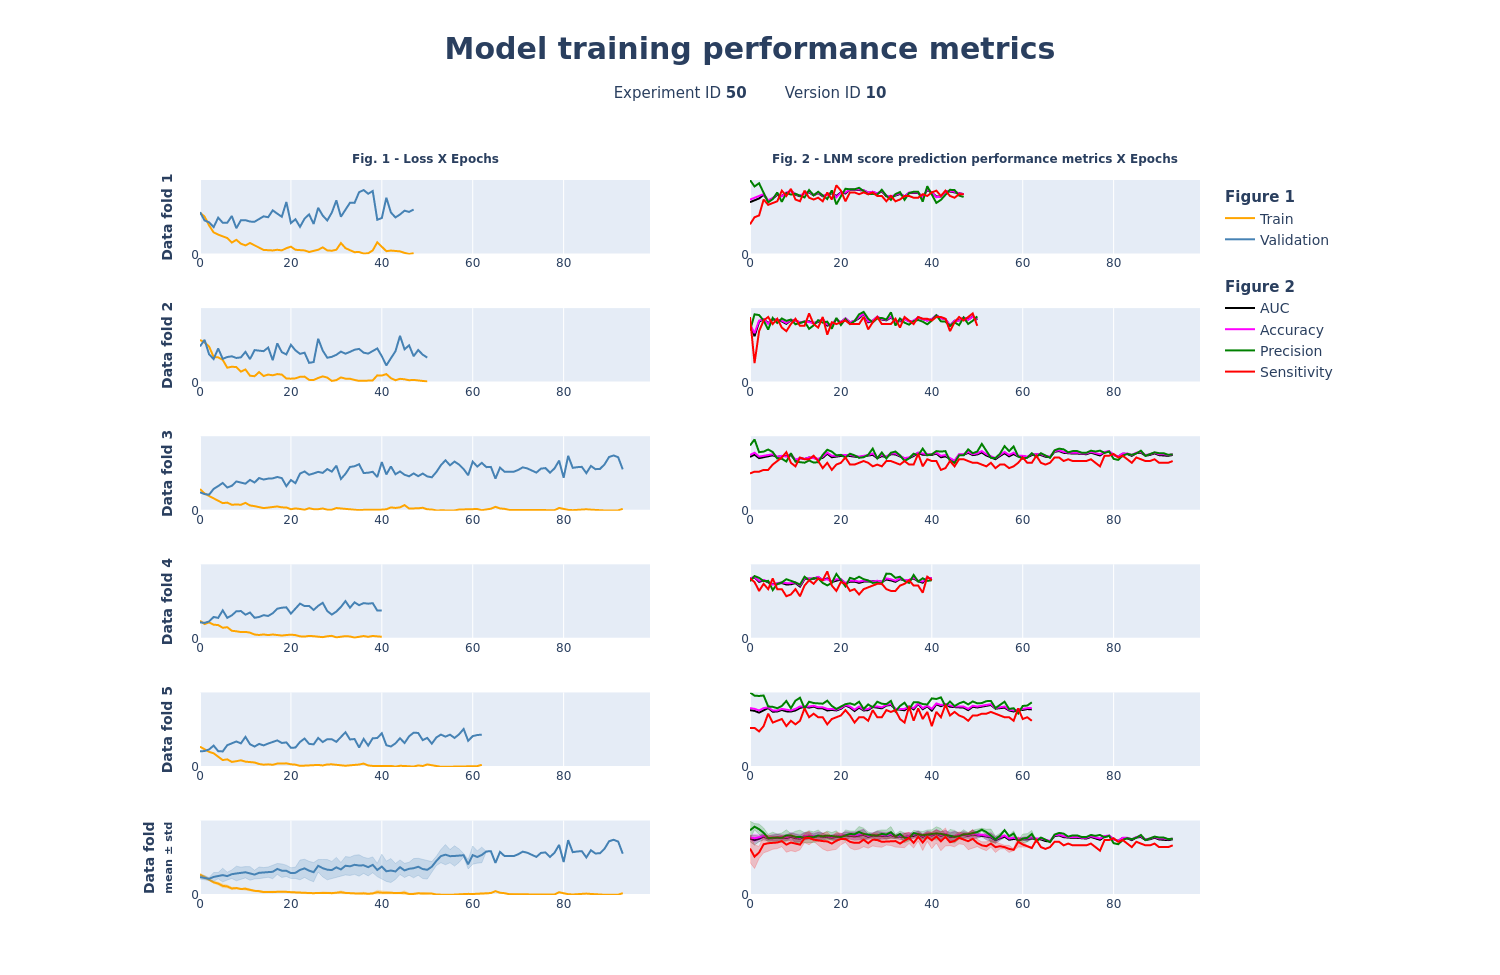 Model training performance metrics
Experiment ID 50 Version ID 10
Fig. 1 - Loss X Epochs
Fig. 2 - LNM score prediction performance metrics X Epochs
Data fold 1
0
0 20 40 60 80
0
0 20 40 60 80
Figure 1
Train
Validation
Figure 2
AUC
Accuracy
Precision
Sensitivity
Data fold 2
0
0 20 40 60 80
0
0 20 40 60 80
Data fold 3
0
0 20 40 60 80
0
0 20 40 60 80
Data fold 4
0
0 20 40 60 80
0
0 20 40 60 80
Data fold 5
0
0 20 40 60 80
0
0 20 40 60 80
Data fold
mean ± std
0
0 20 40 60 80
0
0 20 40 60 80